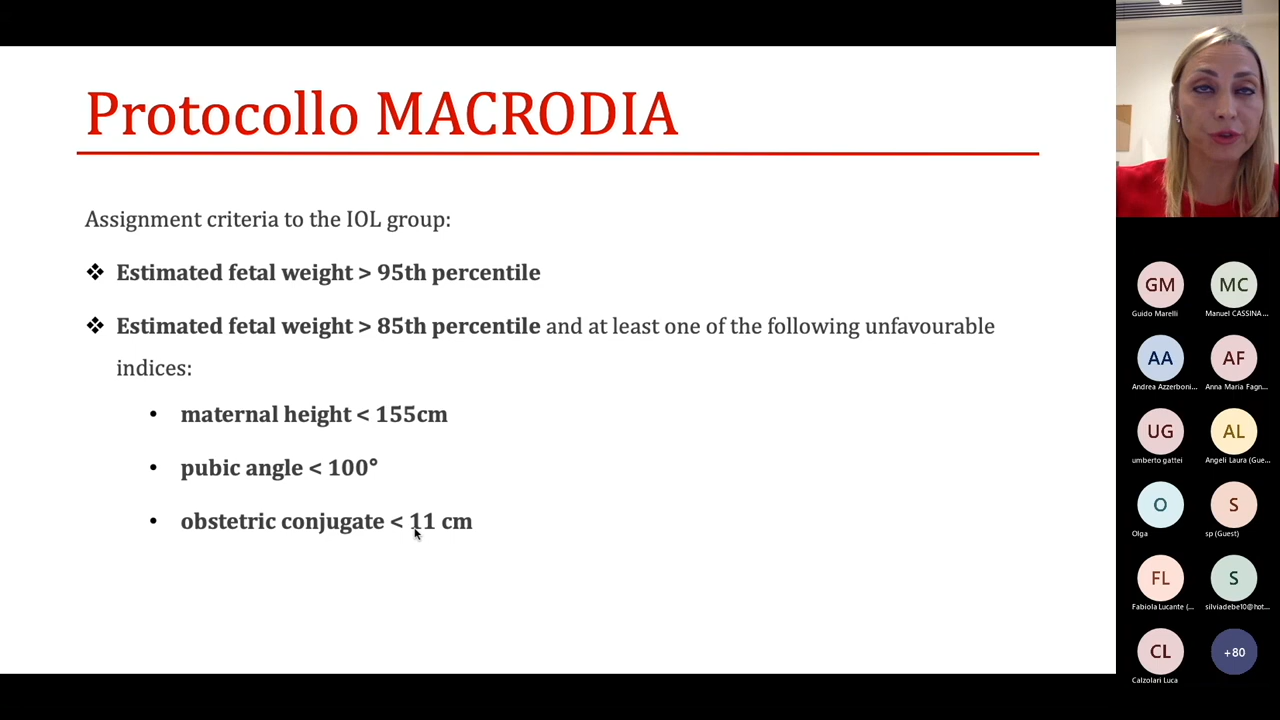 Protocollo MACRODIA
Assignment criteria to the IOL group:
❖ Estimated fetal weight > 95th percentile
❖ Estimated fetal weight > 85th percentile and at least one of the following unfavourable
indices:
• maternal height < 155cm
• pubic angle < 100°
• obstetric conjugate < 11 cm
GM
Guido Marelli
MC
Manuel CASSINA...
AA
Andrea Azzerboni...
AF
Anna Maria Fagn...
UG
umberto gattei
AL
Angeli Laura (Gue...
O
Olga
S
sp (Guest)
FL
Fabiola Lucante (...
S
silviadebe10@hot...
CL
Calzolari Luca
+80